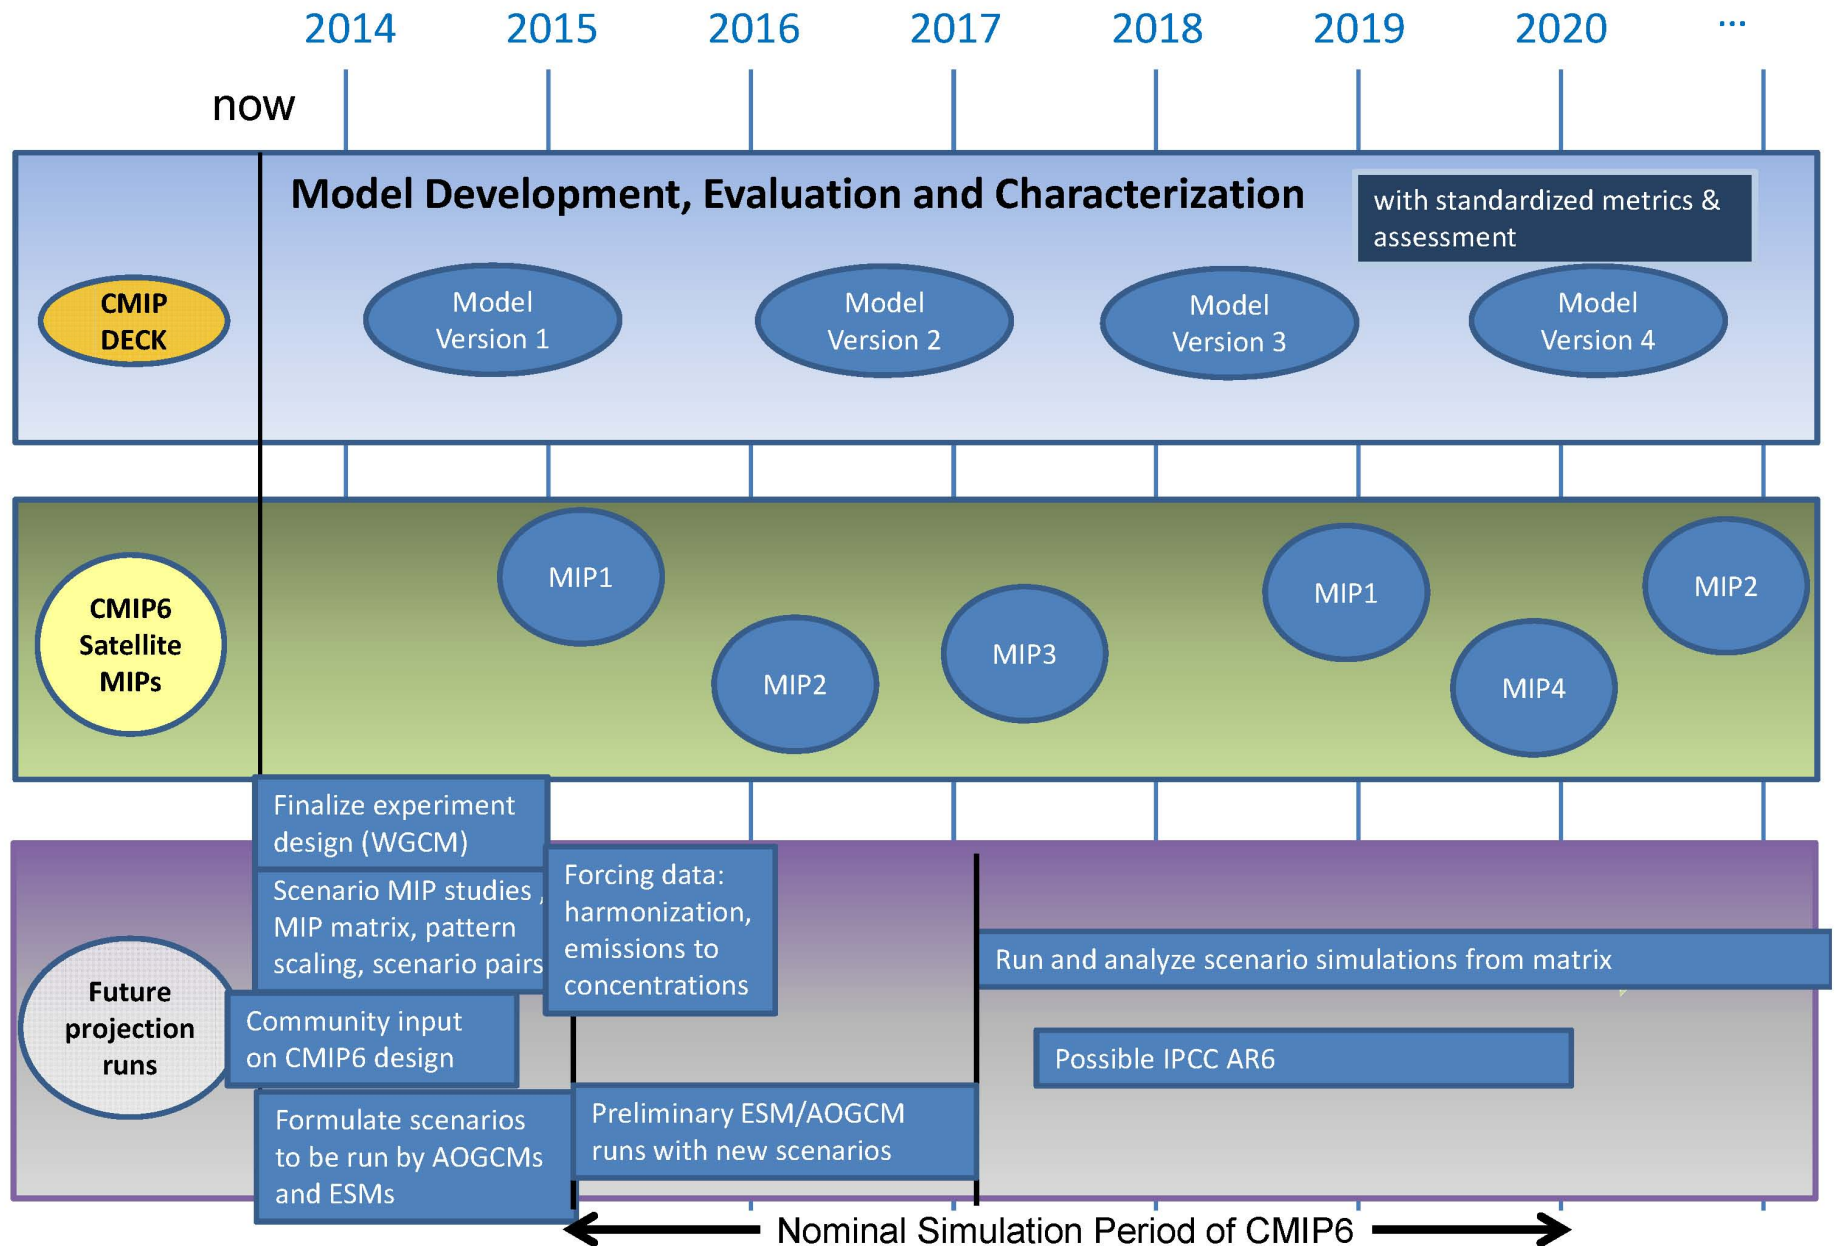 2014 2015 2016 2017 2018 2019 2020 ...
now
Model Development, Evaluation and Characterization
with standardized metrics &
assessment
CMIP
DECK
Model
Version 1
Model
Version 2
Model
Version 3
Model
Version 4
CMIP6
Satellite
MIPs
MIP1
MIP2
MIP3
MIP1
MIP4
MIP2
Finalize experiment
design (WGCM)
Scenario MIP studies ,
MIP matrix, pattern
scaling, scenario pairs
Forcing data:
harmonization,
emissions to
concentrations
Run and analyze scenario simulations from matrix
Future
projection
runs
Community input
on CMIP6 design
Possible IPCC AR6
Formulate scenarios
to be run by AOGCMs
and ESMs
Preliminary ESM/AOGCM
runs with new scenarios
Nominal Simulation Period of CMIP6